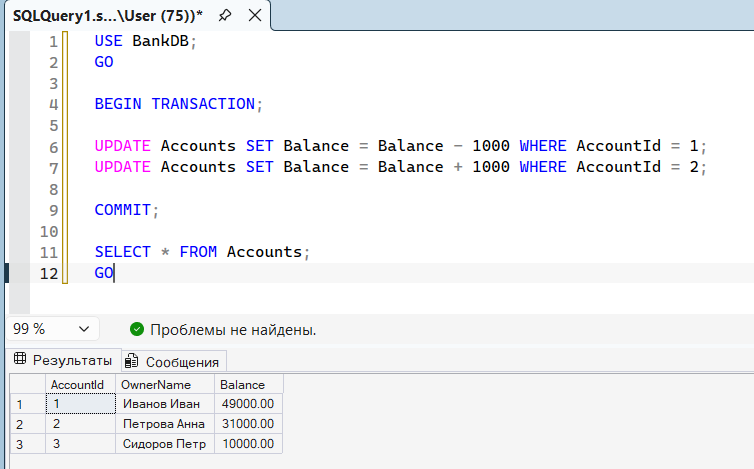 SQLQuery1.s...\User (75))*
1 USE BankDB;
2 GO
3
4 BEGIN TRANSACTION;
5
6 UPDATE Accounts SET Balance = Balance - 1000 WHERE AccountId = 1;
7 UPDATE Accounts SET Balance = Balance + 1000 WHERE AccountId = 2;
8
9 COMMIT;
10
11 SELECT * FROM Accounts;
12 GO
99 % Проблемы не найдены.
Результаты Сообщения
AccountId OwnerName Balance
1 1 Иванов Иван 49000.00
2 2 Петрова Анна 31000.00
3 3 Сидоров Петр 10000.00